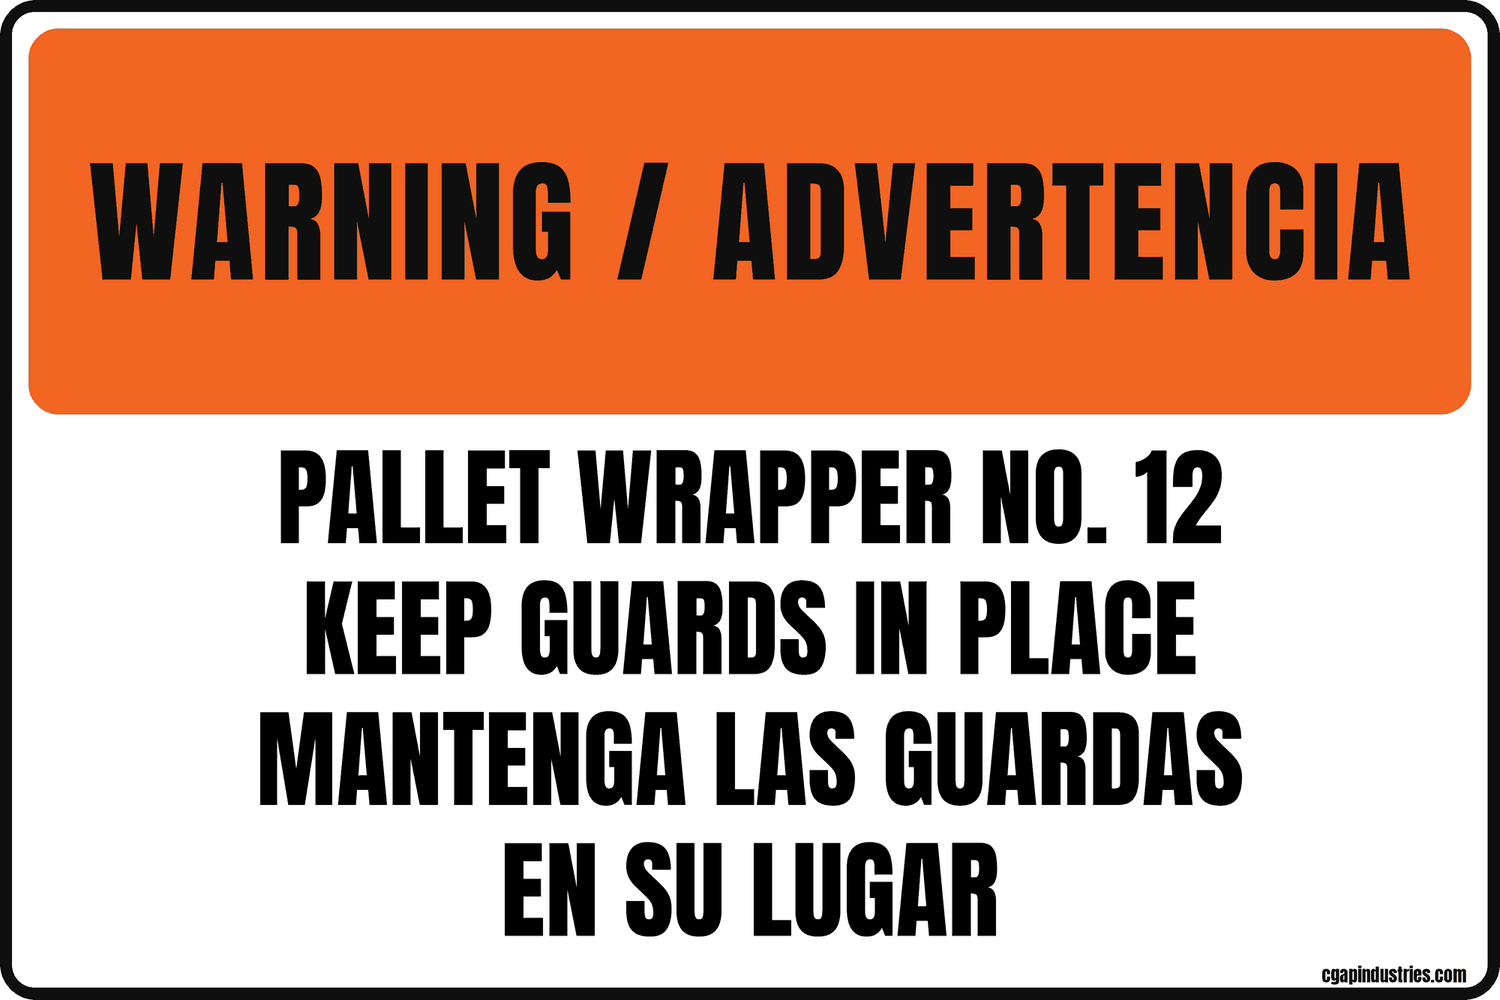 WARNING / ADVERTENCIA
PALLET WRAPPER NO. 12
KEEP GUARDS IN PLACE
MANTENGA LAS GUARDAS
EN SU LUGAR
cgapindustries.com